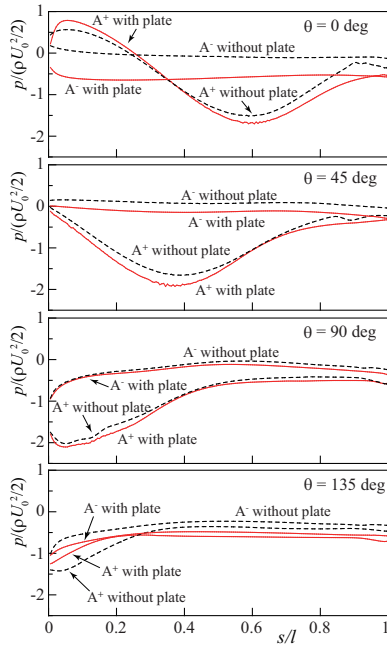 1
A⁺ with plate
θ = 0 deg
A⁻ without plate
0
A⁻ with plate
A⁺ without plate
-1
-2
p/(ρU₀²/2)
1
θ = 45 deg
A⁻ without plate
0
A⁻ with plate
A⁺ without plate
-1
A⁺ with plate
-2
p/(ρU₀²/2)
1
θ = 90 deg
A⁻ without plate
0
A⁻ with plate
-1
A⁺ without plate
A⁺ with plate
-2
p/(ρU₀²/2)
1
θ = 135 deg
A⁻ with plate
A⁻ without plate
0
-1
A⁺ with plate
A⁺ without plate
-2
p/(ρU₀²/2)
0 0.2 0.4 0.6 0.8 1
s/l